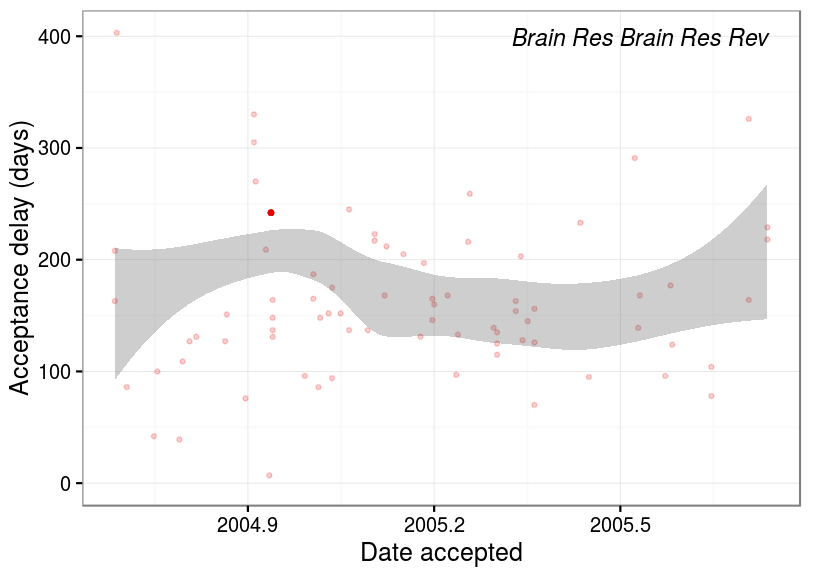 Brain Res Brain Res Rev
Acceptance delay (days)
400
300
200
100
0
2004.9 2005.2 2005.5
Date accepted